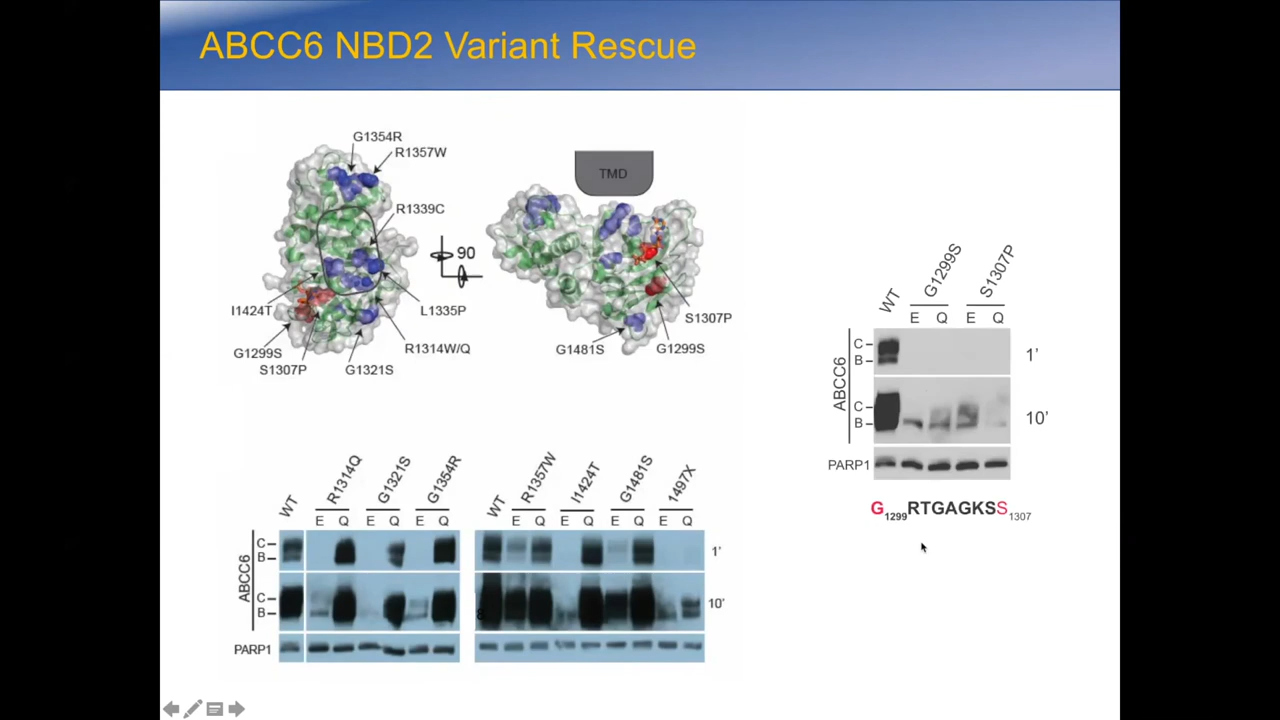 ABCC6 NBD2 Variant Rescue
G1354R
R1357W
R1339C
I1424T
L1335P
G1299S
R1314W/Q
S1307P
G1321S
90
TMD
S1307P
G1481S
G1299S
WT G1299S S1307P
E Q E Q
ABCC6
C
B
1'
C
B
10'
PARP1
G1299RTGAGKSS1307
WT R1314Q G1321S G1354R
E Q E Q E Q
WT R1357W I1424T G1481S 1497X
E Q E Q E Q E Q
ABCC6
C
B
1'
C
B
10'
8
PARP1